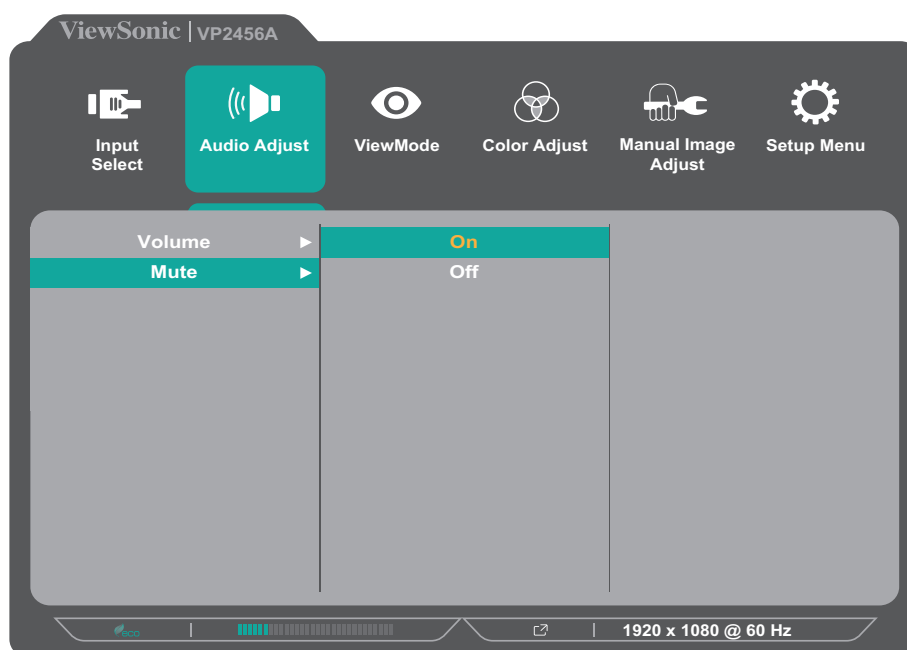 ViewSonic | VP2456A
Input Select
Audio Adjust
ViewMode
Color Adjust
Manual Image Adjust
Setup Menu
Volume ▶
Mute ▶
On
Off
ECO
1920 x 1080 @ 60 Hz